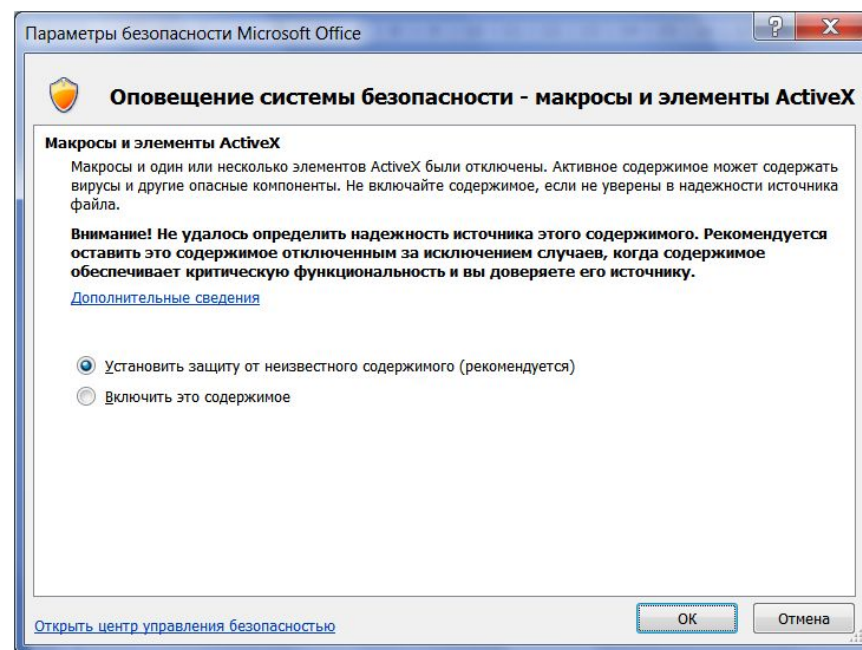 Параметры безопасности Microsoft Office
Оповещение системы безопасности - макросы и элементы ActiveX
Макросы и элементы ActiveX
Макросы и один или несколько элементов ActiveX были отключены. Активное содержимое может содержать
вирусы и другие опасные компоненты. Не включайте содержимое, если не уверены в надежности источника
файла.
Внимание! Не удалось определить надежность источника этого содержимого. Рекомендуется
оставить это содержимое отключенным за исключением случаев, когда содержимое
обеспечивает критическую функциональность и вы доверяете его источнику.
Дополнительные сведения
Установить защиту от неизвестного содержимого (рекомендуется)
Включить это содержимое
Открыть центр управления безопасностью
ОК
Отмена